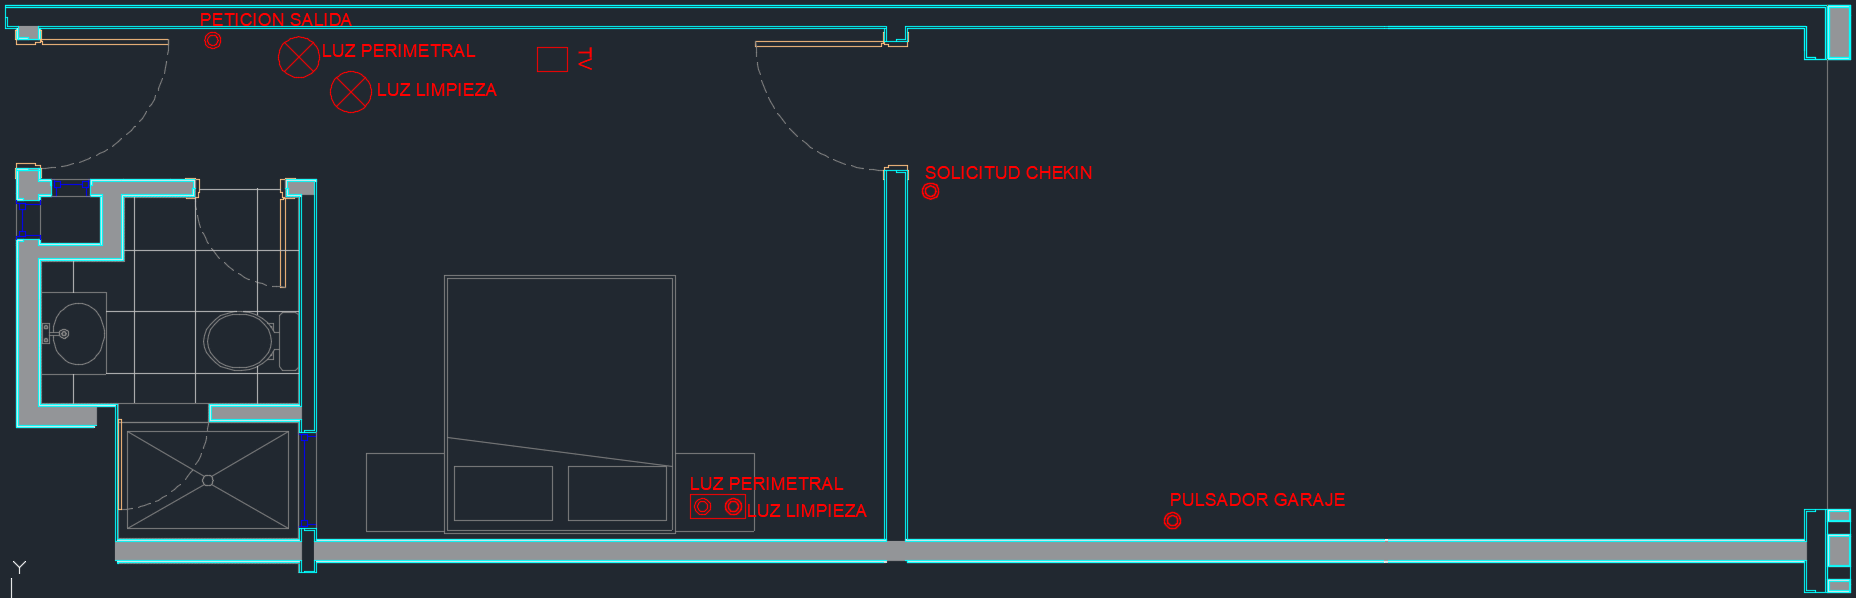 PETICION SALIDA
LUZ PERIMETRAL
TV
LUZ LIMPIEZA
SOLICITUD CHEKIN
LUZ PERIMETRAL
LUZ LIMPIEZA
PULSADOR GARAJE
Y